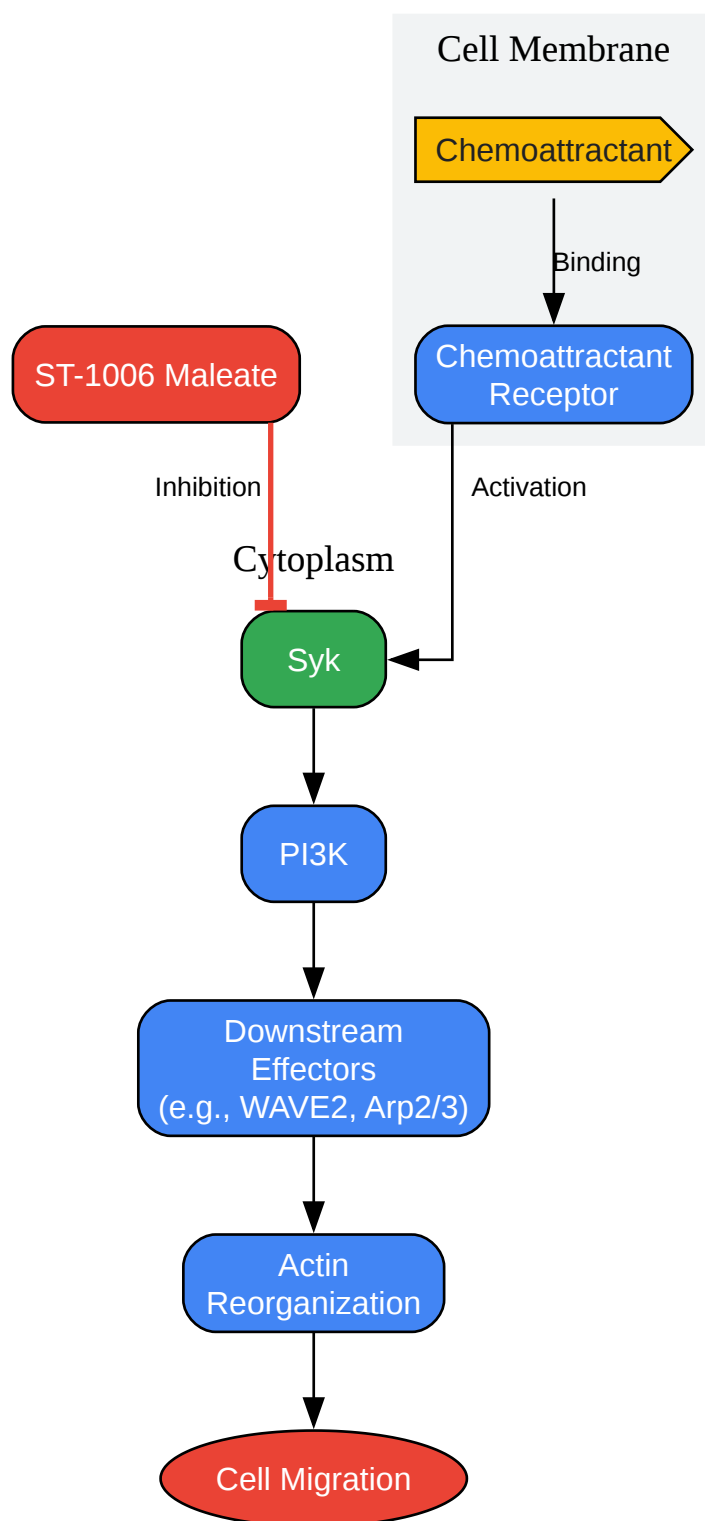 Cell Membrane
Chemoattractant
Binding
ST-1006 Maleate
Chemoattractant
Receptor
Inhibition
Activation
Cytoplasm
Syk
PI3K
Downstream
Effectors
(e.g., WAVE2, Arp2/3)
Actin
Reorganization
Cell Migration